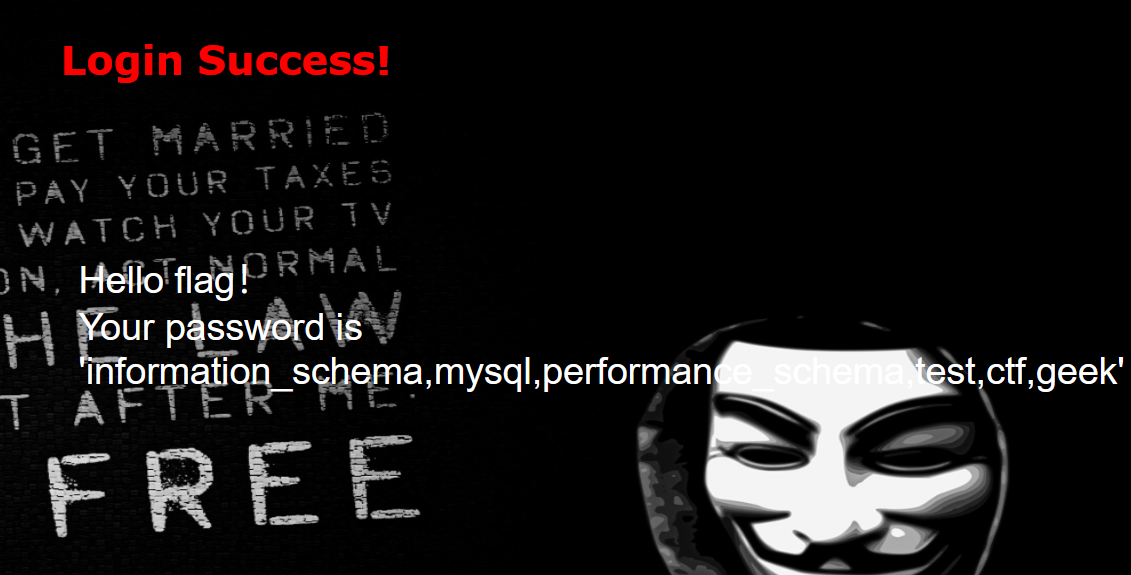 Login Success!
GET MARRIED
PAY YOUR TAXES
WATCH YOUR TV
ON, ACT NORMAL
HE LAW
T AFTER ME.
FREE
Hello flag！
Your password is
'information_schema,mysql,performance_schema,test,ctf,geek'